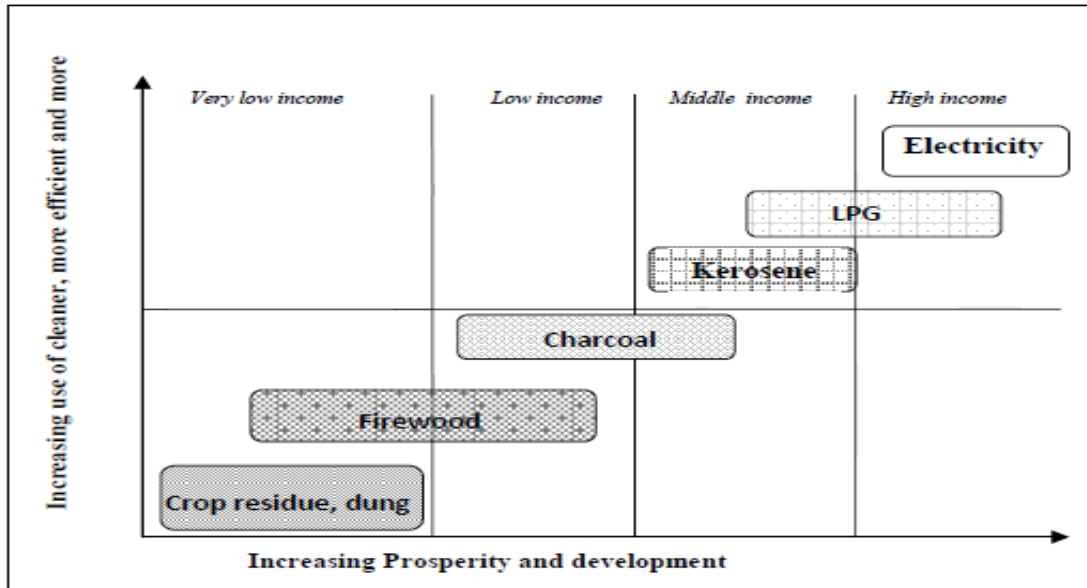 Increasing use of cleaner, more efficient and more
Very low income
Low income
Middle income
High income
Electricity
LPG
Kerosene
Charcoal
Firewood
Crop residue, dung
Increasing Prosperity and development